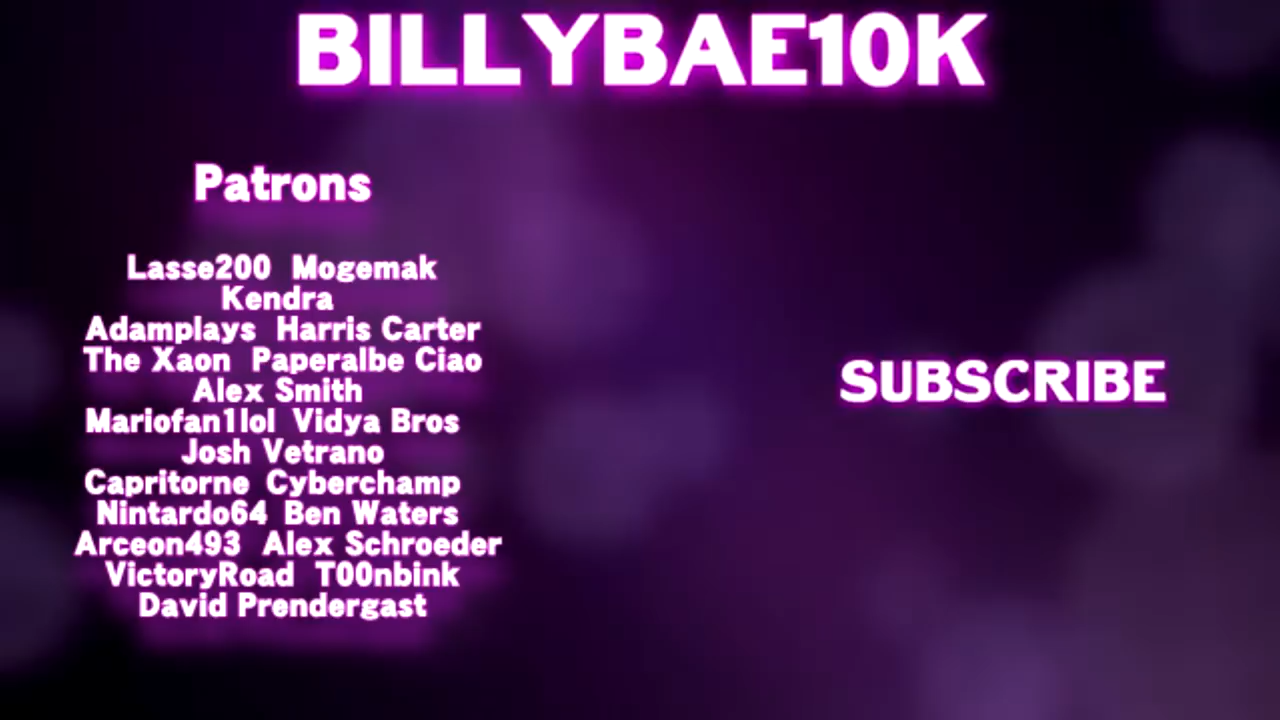 BILLYBAE10K
Patrons
Lasse200 Mogemak
Kendra
Adamplays Harris Carter
The Xaon Paperalbe Ciao
Alex Smith
Mariofan1lol Vidya Bros
Josh Vetrano
Capritorne Cyberchamp
Nintardo64 Ben Waters
Arceon493 Alex Schroeder
VictoryRoad T00nbink
David Prendergast
SUBSCRIBE